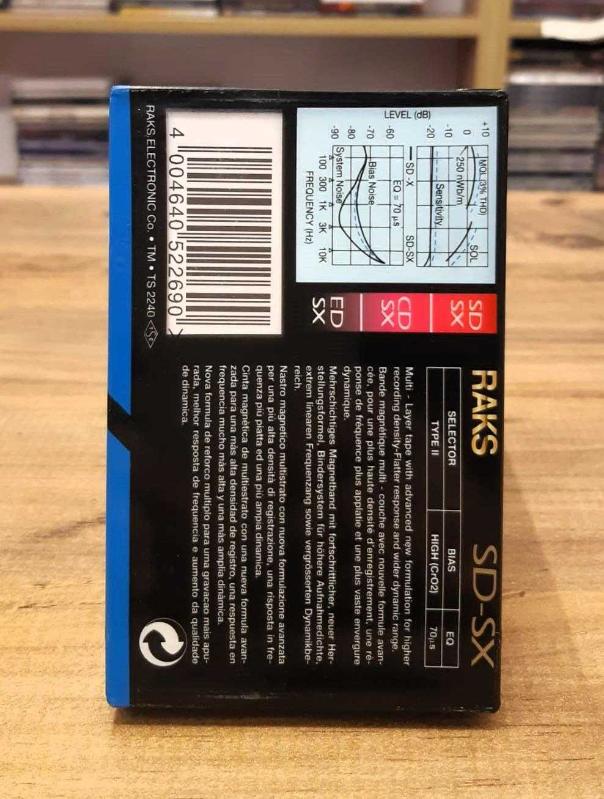 RAKS SD-SX
SELECTOR BIAS EQ
TYPE II HIGH (CrO2) 70µs
Multi - Layer tape with advanced new formulation for higher
recording density-Flatter response and wider dynamic range.
Bande magnétique multi - couche avec nouvelle formule avan-
cée, pour une plus haute densité d'enregistrement, une ré-
ponse de fréquence plus applatie et une plus vaste envergure
dynamique.
Mehrschichtiges Magnetband mit fortschrittlicher, neuer Her-
stellungsformel, Bindersystem für höhere Aufnahmedichte,
extrem linearen Frequenzang sowie vergrösserten Dynamikbe-
reich.
Nastro magnetico multistrato con nuova formulazione avanzata
per una più alta densità di registrazione, una risposta in fre-
quenza più piatta ed una più ampia dinamica.
Cinta magnètica de multiestrato con una nueva formula avan-
zada para una más alta densidad de registro, una respuesta en
frequencia mucho más alta y una más amplia dinámica.
Nova formula de reforco multiplo para uma gravacao mais apu-
rada, melhor resposta de frequencia e aumento da qualidade
de dinamica.
SD SX
CD SX
ED SX
LEVEL (dB)
+10
0
-10
-20
-60
-70
-80
-90
MOL (3% THD)
SOL
250 nWb/m
Sensitivity
SD-X
SD-SX
EQ = 70 µs
Bias Noise
System Noise
100 300 1K 3K 10K
FREQUENCY (Hz)
4 004640 522690 >
RAKS ELECTRONIC Co. • TM • TS 2240 TSE